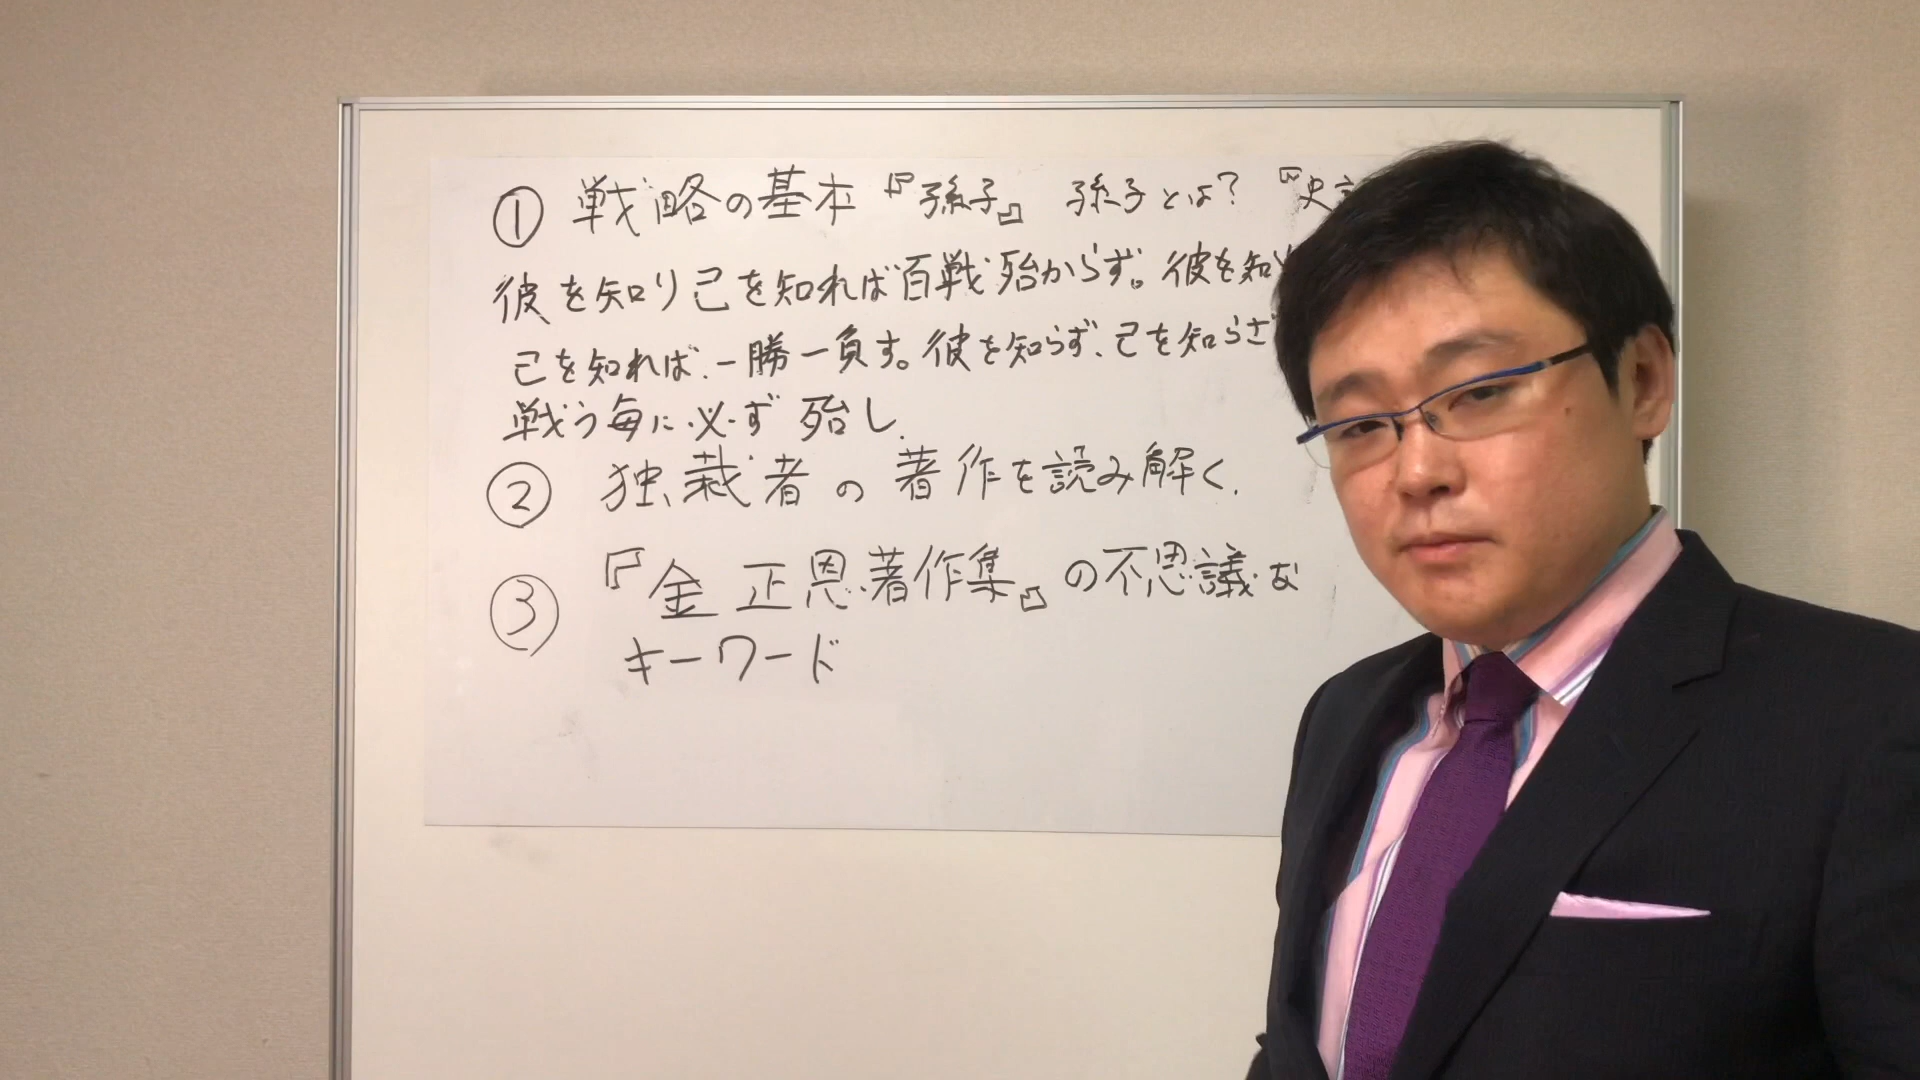 ① 戦略の基本『孫子』 孫子とは? 『史
彼を知り己を知れば百戦殆からず。彼を知
己を知れば、一勝一負す。彼を知らず、己を知らざ
戦う毎に必ず殆し。
② 独裁者の著作を読み解く。
③ 『金正恩著作集』の不思議な
キーワード